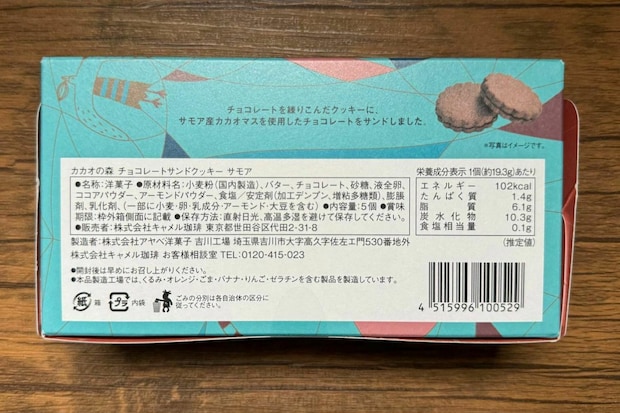 チョコレートを練りこんだクッキーに、
サモア産カカオマスを使用したチョコレートをサンドしました。
※写真はイメージです。
カカオの森 チョコレートサンドクッキー サモア
●名称:洋菓子 ●原材料名:小麦粉(国内製造)、バター、チョコレート、砂糖、液全卵、
ココアパウダー、アーモンドパウダー、食塩／安定剤(加工デンプン、増粘多糖類)、膨脹
剤、乳化剤、(一部に小麦・卵・乳成分・アーモンド・大豆を含む) ●内容量:5個 ●賞味
期限:枠外箱側面に記載 ●保存方法:直射日光、高温多湿を避けて保存してください。
●販売者:株式会社キャメル珈琲 東京都世田谷区代田2-31-8
製造者:株式会社アヤベ洋菓子 吉川工場 埼玉県吉川市大字高久字佐左エ門530番地外
株式会社キャメル珈琲 お客様相談室 TEL:0120-415-023
●開封後は早めにお召し上がりください。
●本品製造工場では、くるみ・オレンジ・ごま・バナナ・りんご・ゼラチンを含む製品を製造しています。
紙 箱 プラ 内袋 ごみの分別は各自治体の区分に
従ってください。
栄養成分表示 1個(約19.3g)あたり
エネルギー 102kcal
たんぱく質 1.4g
脂質 6.1g
炭水化物 10.3g
食塩相当量 0.1g
(推定値)
4 515996 100529